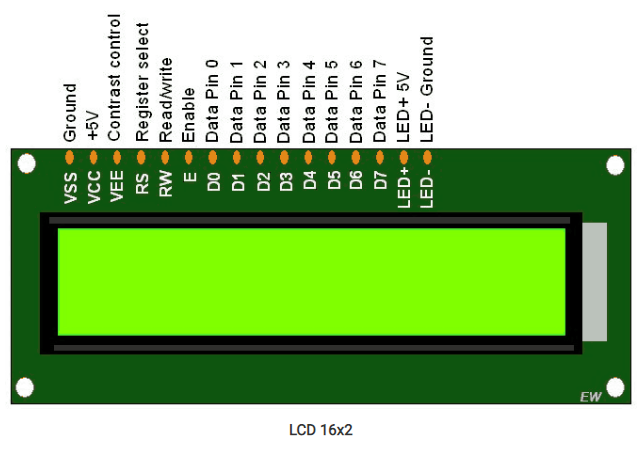 Ground
+5V
Contrast control
Register select
Read/write
Enable
Data Pin 0
Data Pin 1
Data Pin 2
Data Pin 3
Data Pin 4
Data Pin 5
Data Pin 6
Data Pin 7
LED+ 5V
LED- Ground
VSS
VCC
VEE
RS
RW
E
D0
D1
D2
D3
D4
D5
D6
D7
LED+
LED-
EW
LCD 16x2